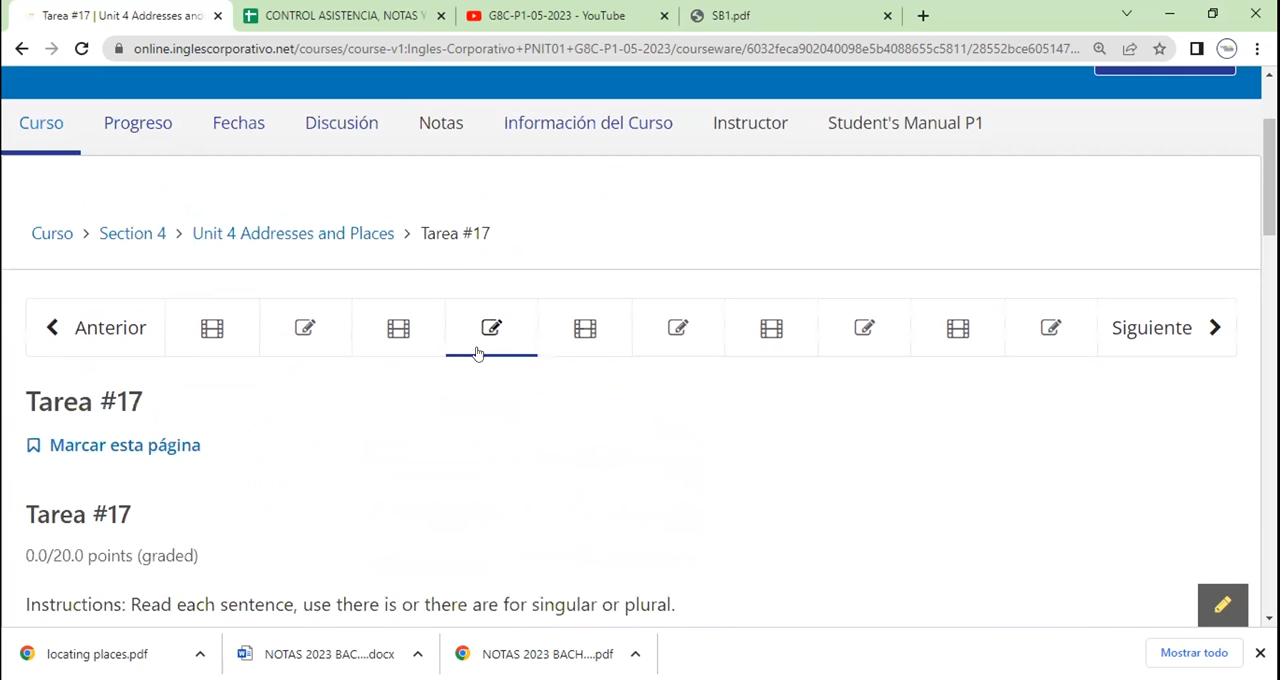 Tarea #17 | Unit 4 Addresses and
CONTROL ASISTENCIA, NOTAS Y
G8C-P1-05-2023 - YouTube
SB1.pdf
online.inglescorporativo.net/courses/course-v1:Ingles-Corporativo+PNIT01+G8C-P1-05-2023/courseware/6032feca902040098e5b4088655c5811/28552bce605147...
Curso Progreso Fechas Discusión Notas Información del Curso Instructor Student's Manual P1
Curso > Section 4 > Unit 4 Addresses and Places > Tarea #17
Anterior Siguiente
Tarea #17
Marcar esta página
Tarea #17
0.0/20.0 points (graded)
Instructions: Read each sentence, use there is or there are for singular or plural.
locating places.pdf NOTAS 2023 BAC....docx NOTAS 2023 BACH....pdf Mostrar todo